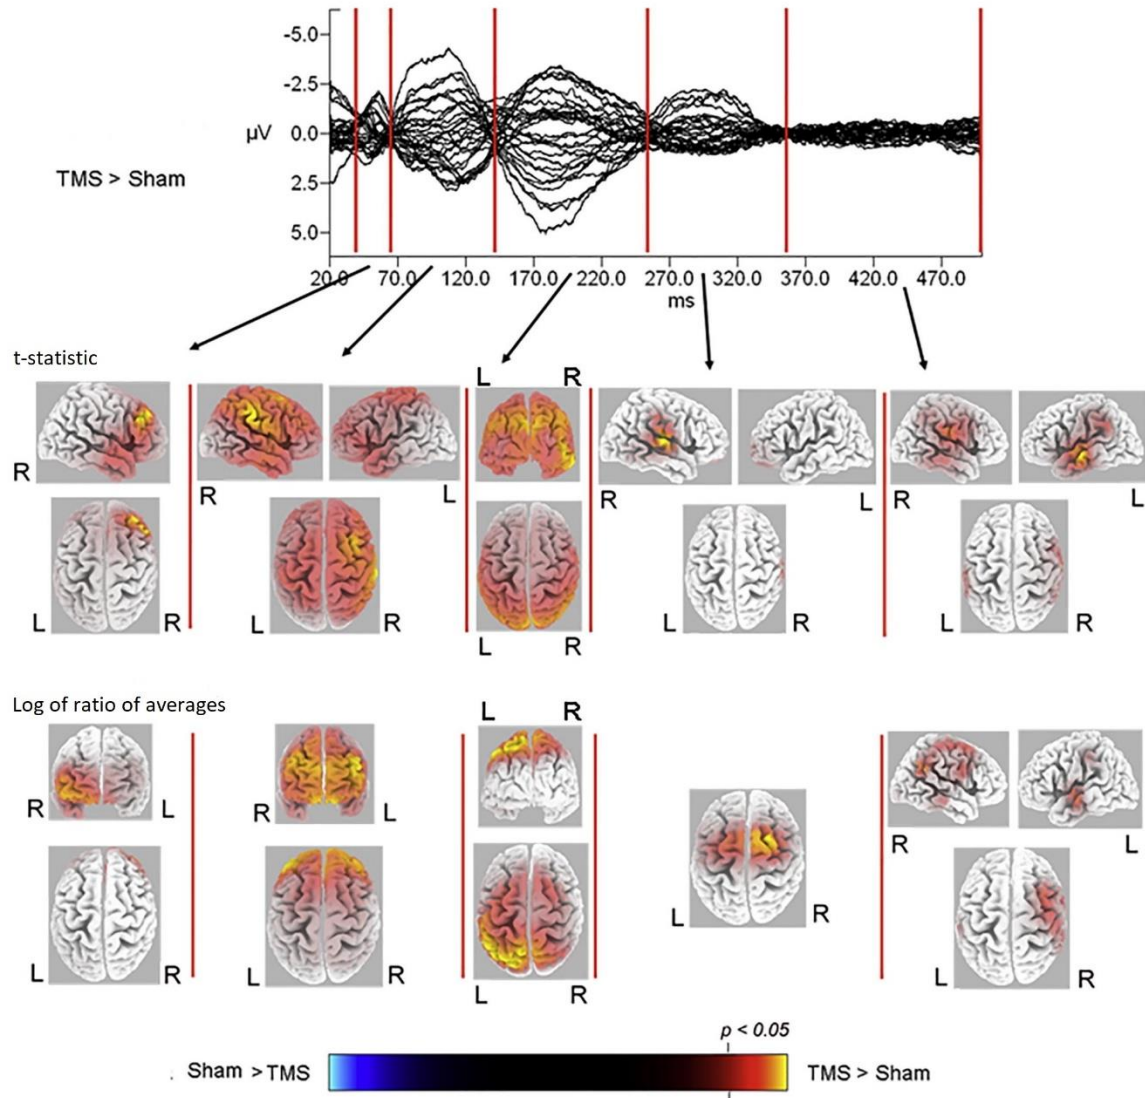 -5.0
-2.5
μV 0.0
TMS > Sham
2.5
5.0
20.0 70.0 120.0 170.0 220.0 270.0 320.0 370.0 420.0 470.0
ms
t-statistic
L R
R
R L R L R L
L R L R L R L R
L R
Log of ratio of averages
L R
R L R L
R L
L R
L R L R L R
L R
p < 0.05
Sham > TMS TMS > Sham